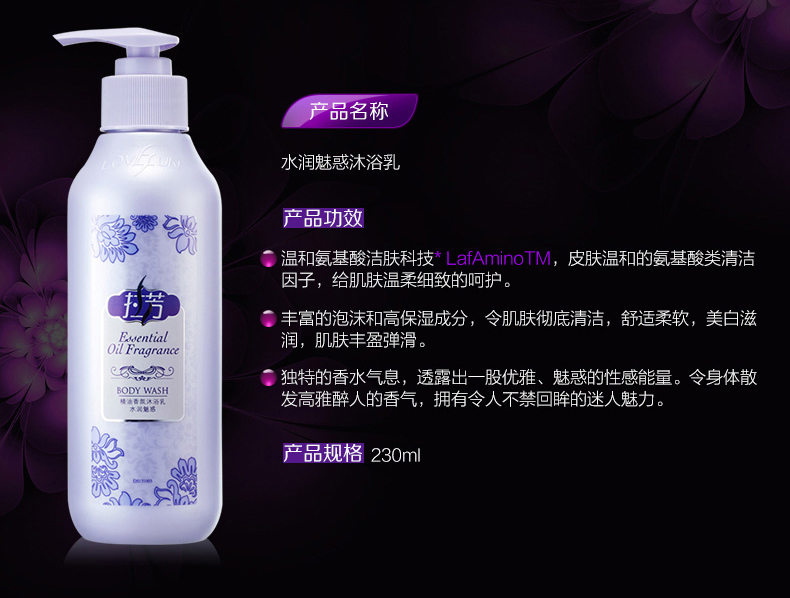 产品名称
水润魅惑沐浴乳
产品功效
温和氨基酸洁肤科技* LafAminoTM，皮肤温和的氨基酸类清洁
因子，给肌肤温柔细致的呵护。
丰富的泡沫和高保湿成分，令肌肤彻底清洁，舒适柔软，美白滋
润，肌肤丰盈弹滑。
独特的香水气息，透露出一股优雅、魅惑的性感能量。令身体散
发高雅醉人的香气，拥有令人不禁回眸的迷人魅力。
产品规格 230ml
拉芳
Essential
Oil Fragrance
BODY WASH
精油香氛沐浴乳
水润魅惑